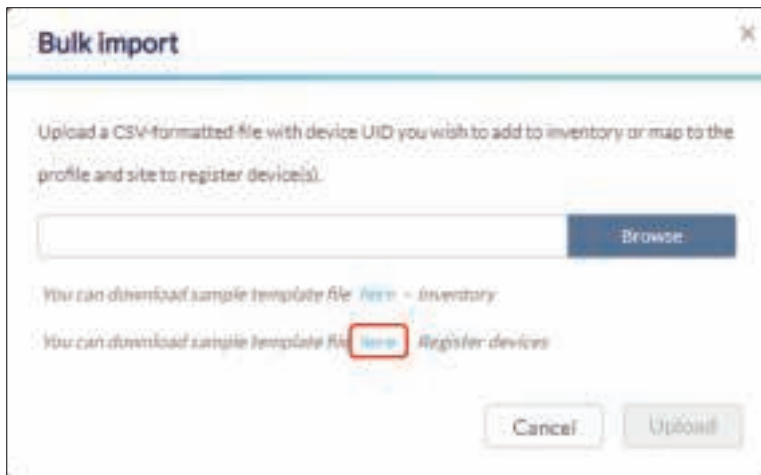 Bulk import
Upload a CSV-formatted file with device UID you wish to add to inventory or map to the
profile and site to register device(s).
Browse
You can download sample template file here - Inventory
You can download sample template file here Register devices
Cancel Upload